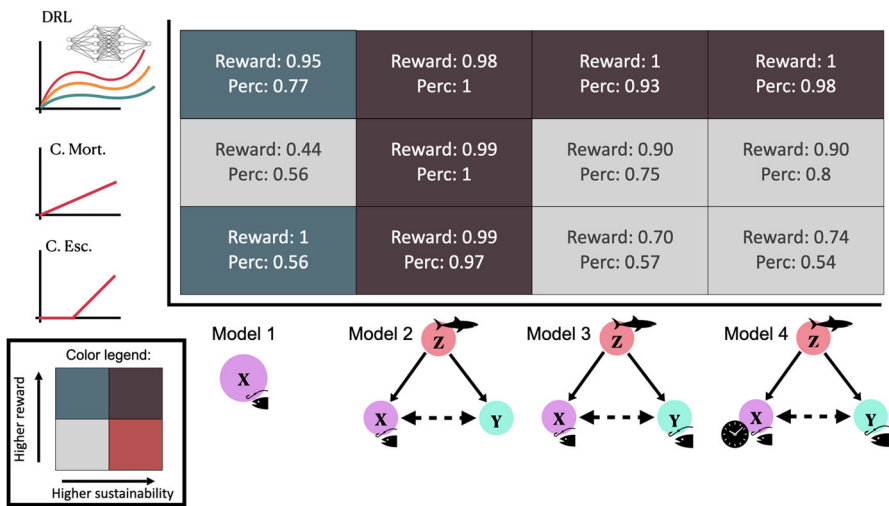 DRL
Reward: 0.95
Perc: 0.77
Reward: 0.98
Perc: 1
Reward: 1
Perc: 0.93
Reward: 1
Perc: 0.98
C. Mort.
Reward: 0.44
Perc: 0.56
Reward: 0.99
Perc: 1
Reward: 0.90
Perc: 0.75
Reward: 0.90
Perc: 0.8
C. Esc.
Reward: 1
Perc: 0.56
Reward: 0.99
Perc: 0.97
Reward: 0.70
Perc: 0.57
Reward: 0.74
Perc: 0.54
Model 1
X
Model 2
Z
X
Y
Model 3
Z
X
Y
Model 4
Z
X
Y
Color legend:
Higher reward
Higher sustainability